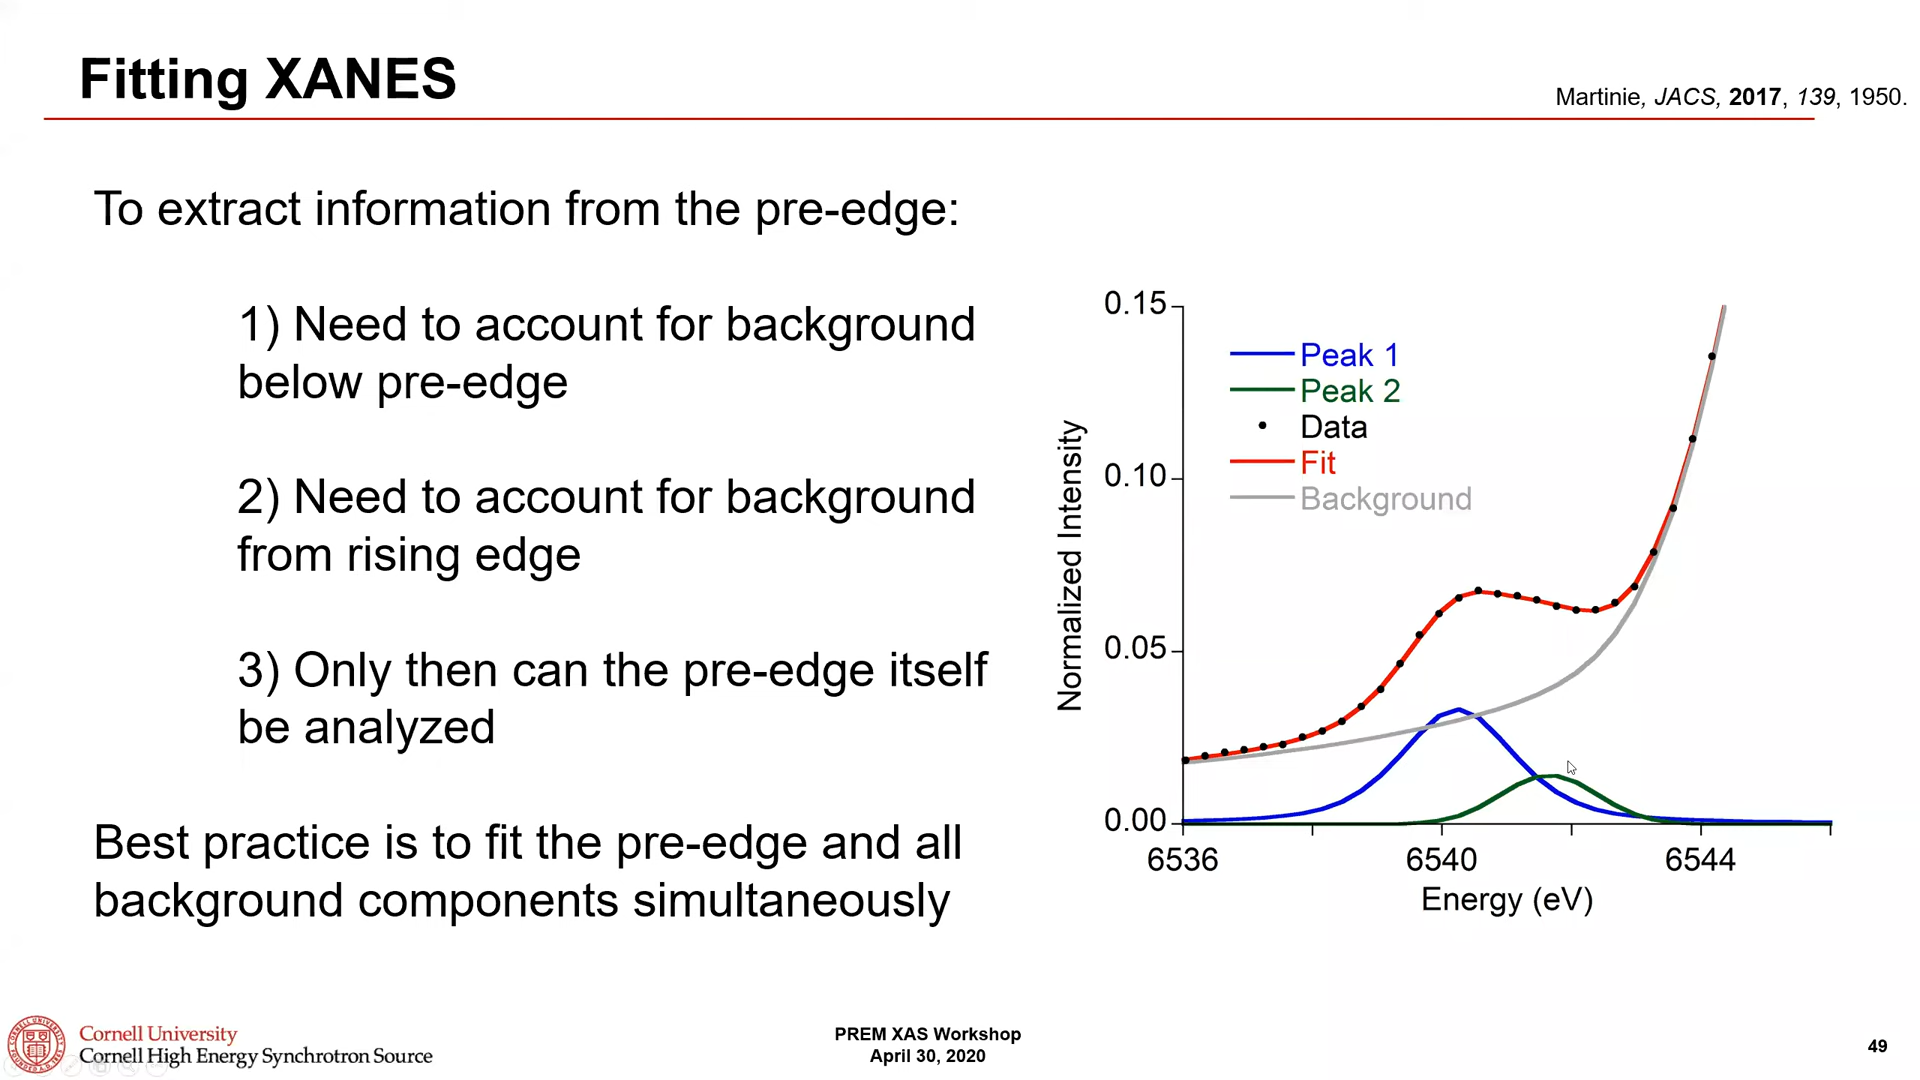 Fitting XANES
Martinie, JACS, 2017, 139, 1950.
To extract information from the pre-edge:
1) Need to account for background
below pre-edge
2) Need to account for background
from rising edge
3) Only then can the pre-edge itself
be analyzed
Best practice is to fit the pre-edge and all
background components simultaneously
0.15
0.10
0.05
0.00
Normalized Intensity
Peak 1
Peak 2
Data
Fit
Background
6536
6540
6544
Energy (eV)
Cornell University
Cornell High Energy Synchrotron Source
PREM XAS Workshop
April 30, 2020
49